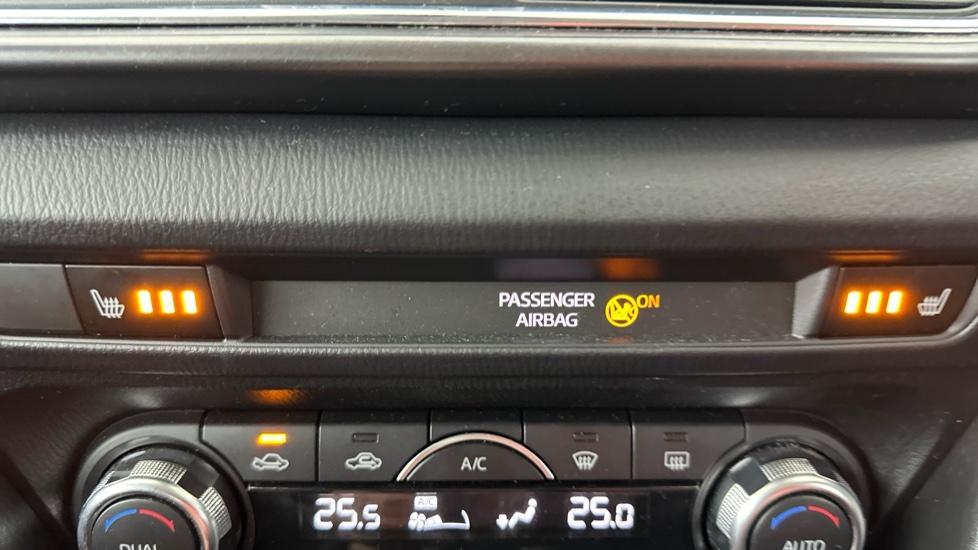 PASSENGER
AIRBAG
ON
A/C
A/C
25.5
25.0
DUAL
AUTO